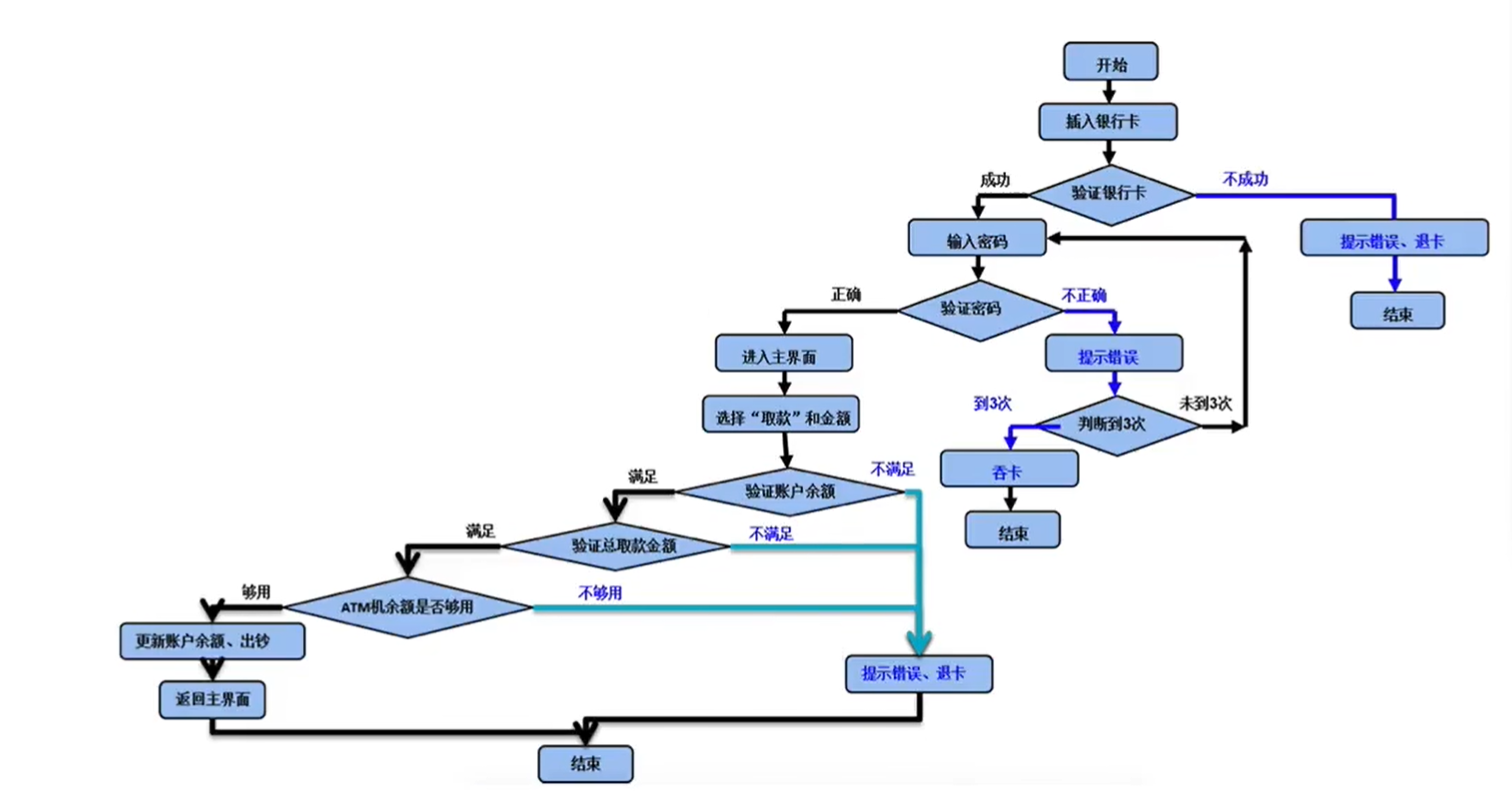 开始
插入银行卡
验证银行卡
成功
不成功
输入密码
提示错误、退卡
验证密码
正确
不正确
结束
进入主界面
提示错误
选择“取款”和金额
到3次
判断到3次
未到3次
吞卡
结束
验证账户余额
满足
不满足
验证总取款金额
满足
不满足
ATM机余额是否够用
够用
不够用
更新账户余额、出钞
提示错误、退卡
返回主界面
结束